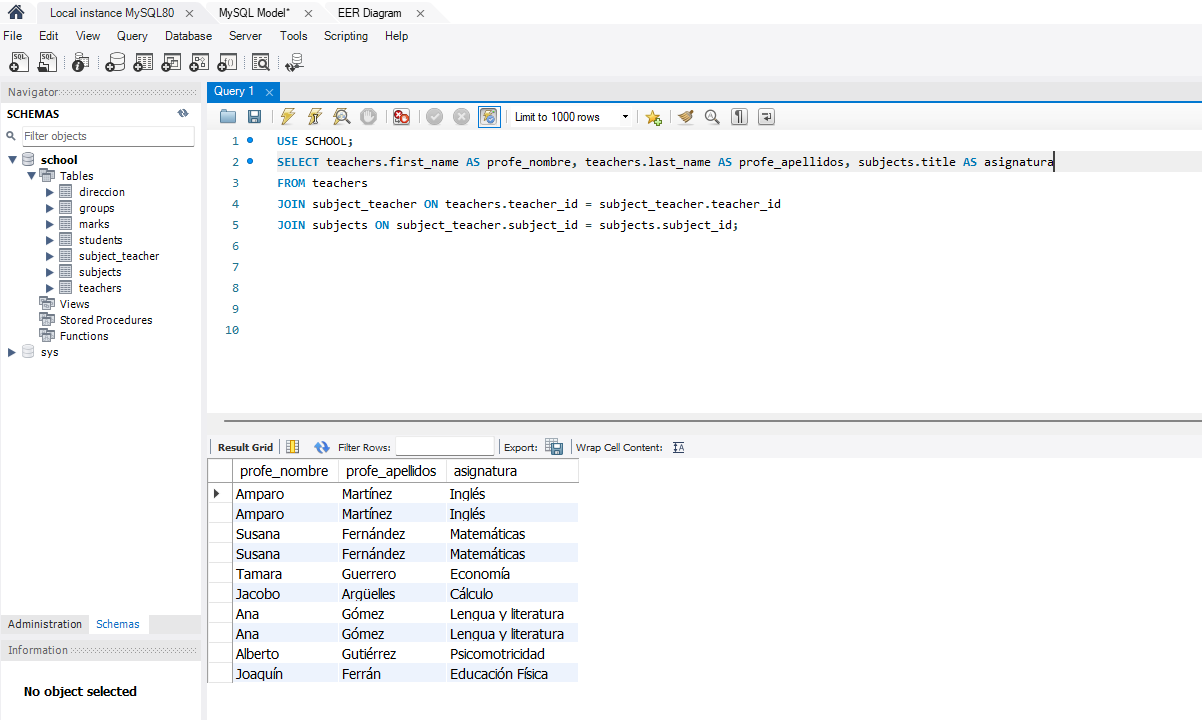 Local instance MySQL80 MySQL Model* EER Diagram
File Edit View Query Database Server Tools Scripting Help
Navigator
SCHEMAS
Filter objects
school
Tables
direccion
groups
marks
students
subject_teacher
subjects
teachers
Views
Stored Procedures
Functions
sys
Administration Schemas
Information
No object selected
Query 1
Limit to 1000 rows
1 USE SCHOOL;
2 SELECT teachers.first_name AS profe_nombre, teachers.last_name AS profe_apellidos, subjects.title AS asignatura
3 FROM teachers
4 JOIN subject_teacher ON teachers.teacher_id = subject_teacher.teacher_id
5 JOIN subjects ON subject_teacher.subject_id = subjects.subject_id;
6
7
8
9
10
Result Grid Filter Rows: Export: Wrap Cell Content:
profe_nombre profe_apellidos asignatura
Amparo Martínez Inglés
Amparo Martínez Inglés
Susana Fernández Matemáticas
Susana Fernández Matemáticas
Tamara Guerrero Economía
Jacobo Argüelles Cálculo
Ana Gómez Lengua y literatura
Ana Gómez Lengua y literatura
Alberto Gutiérrez Psicomotricidad
Joaquín Ferrán Educación Física